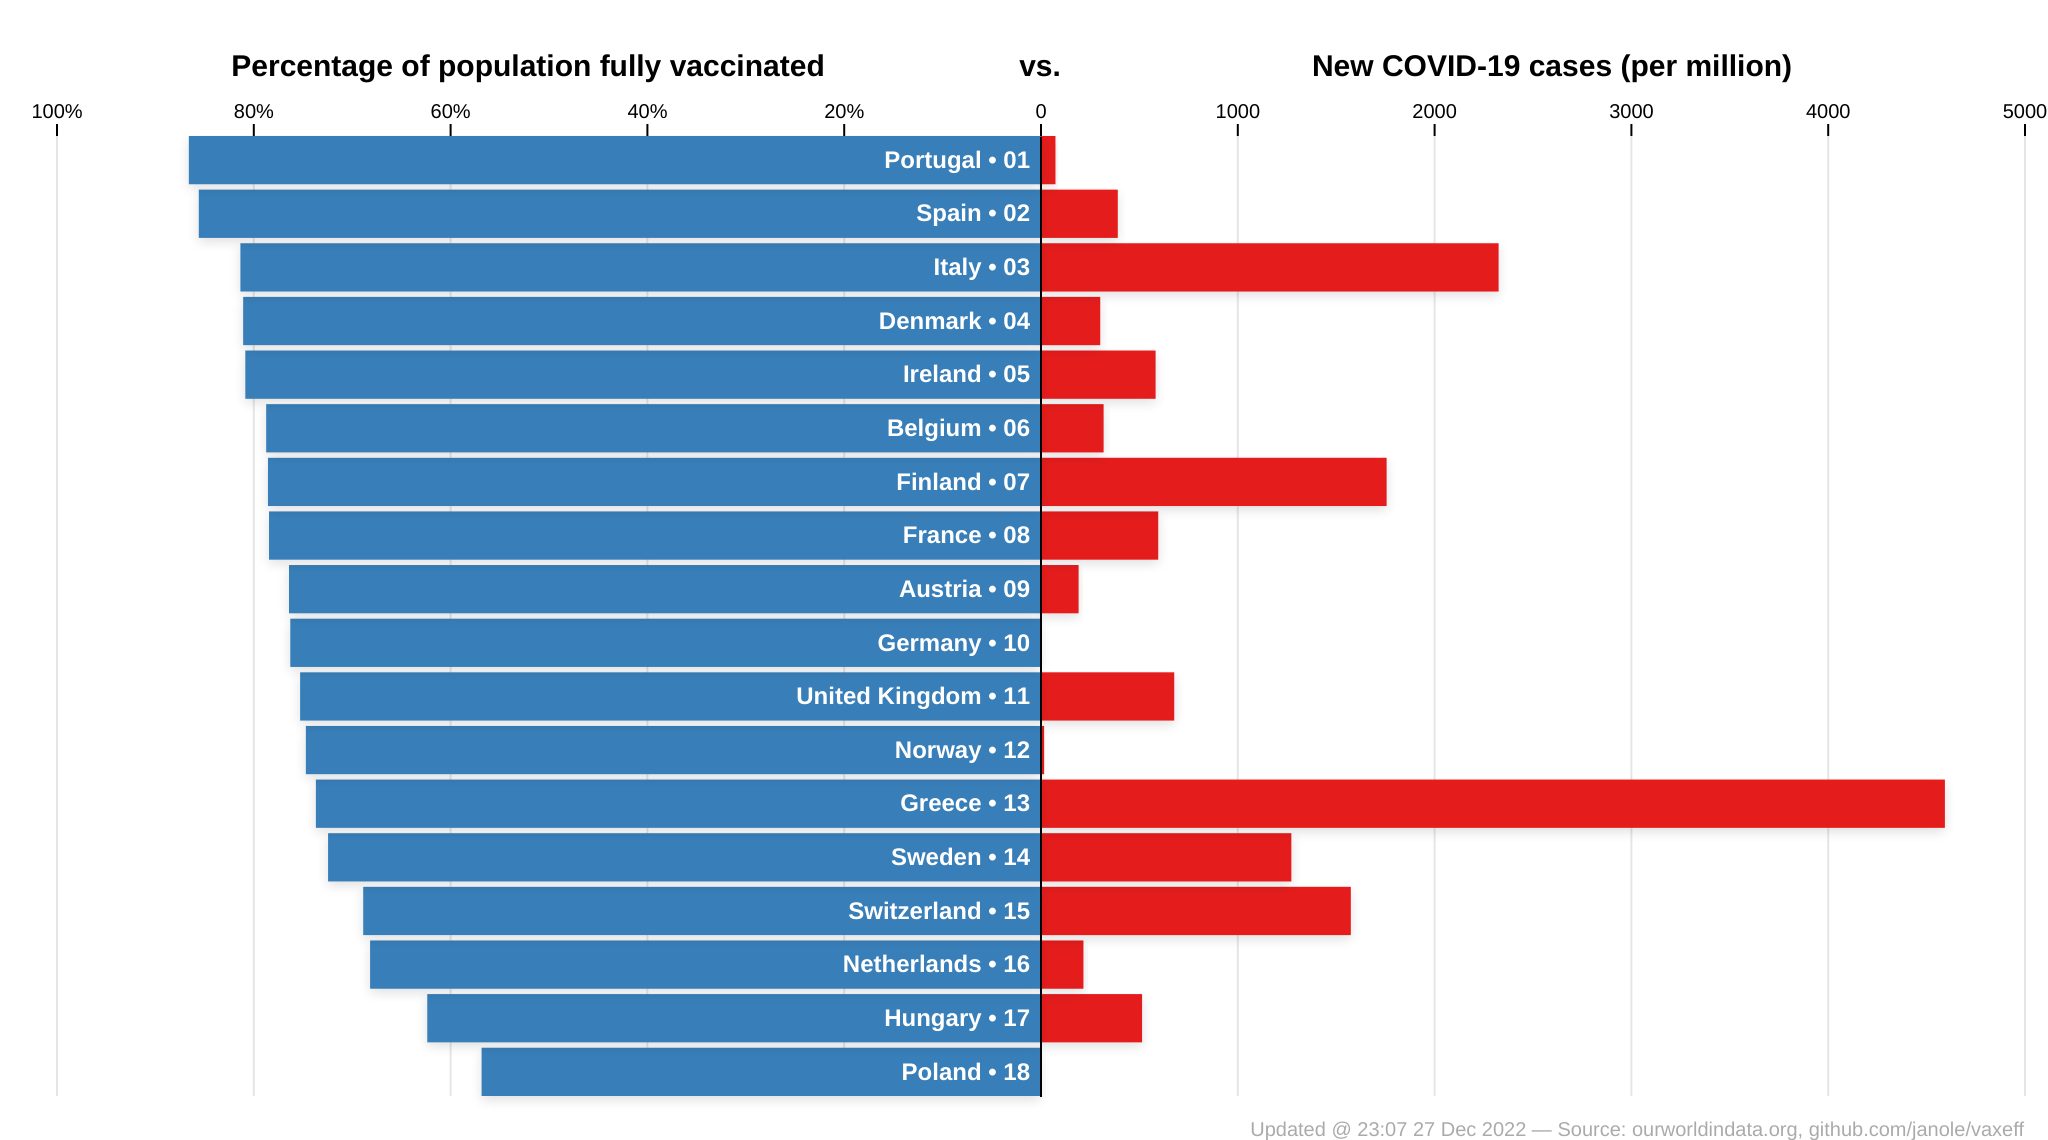 Percentage of population fully vaccinated vs. New COVID-19 cases (per million)
100% 80% 60% 40% 20% 0 1000 2000 3000 4000 5000
Portugal • 01
Spain • 02
Italy • 03
Denmark • 04
Ireland • 05
Belgium • 06
Finland • 07
France • 08
Austria • 09
Germany • 10
United Kingdom • 11
Norway • 12
Greece • 13
Sweden • 14
Switzerland • 15
Netherlands • 16
Hungary • 17
Poland • 18
Updated @ 23:07 27 Dec 2022 — Source: ourworldindata.org, github.com/janole/vaxeff